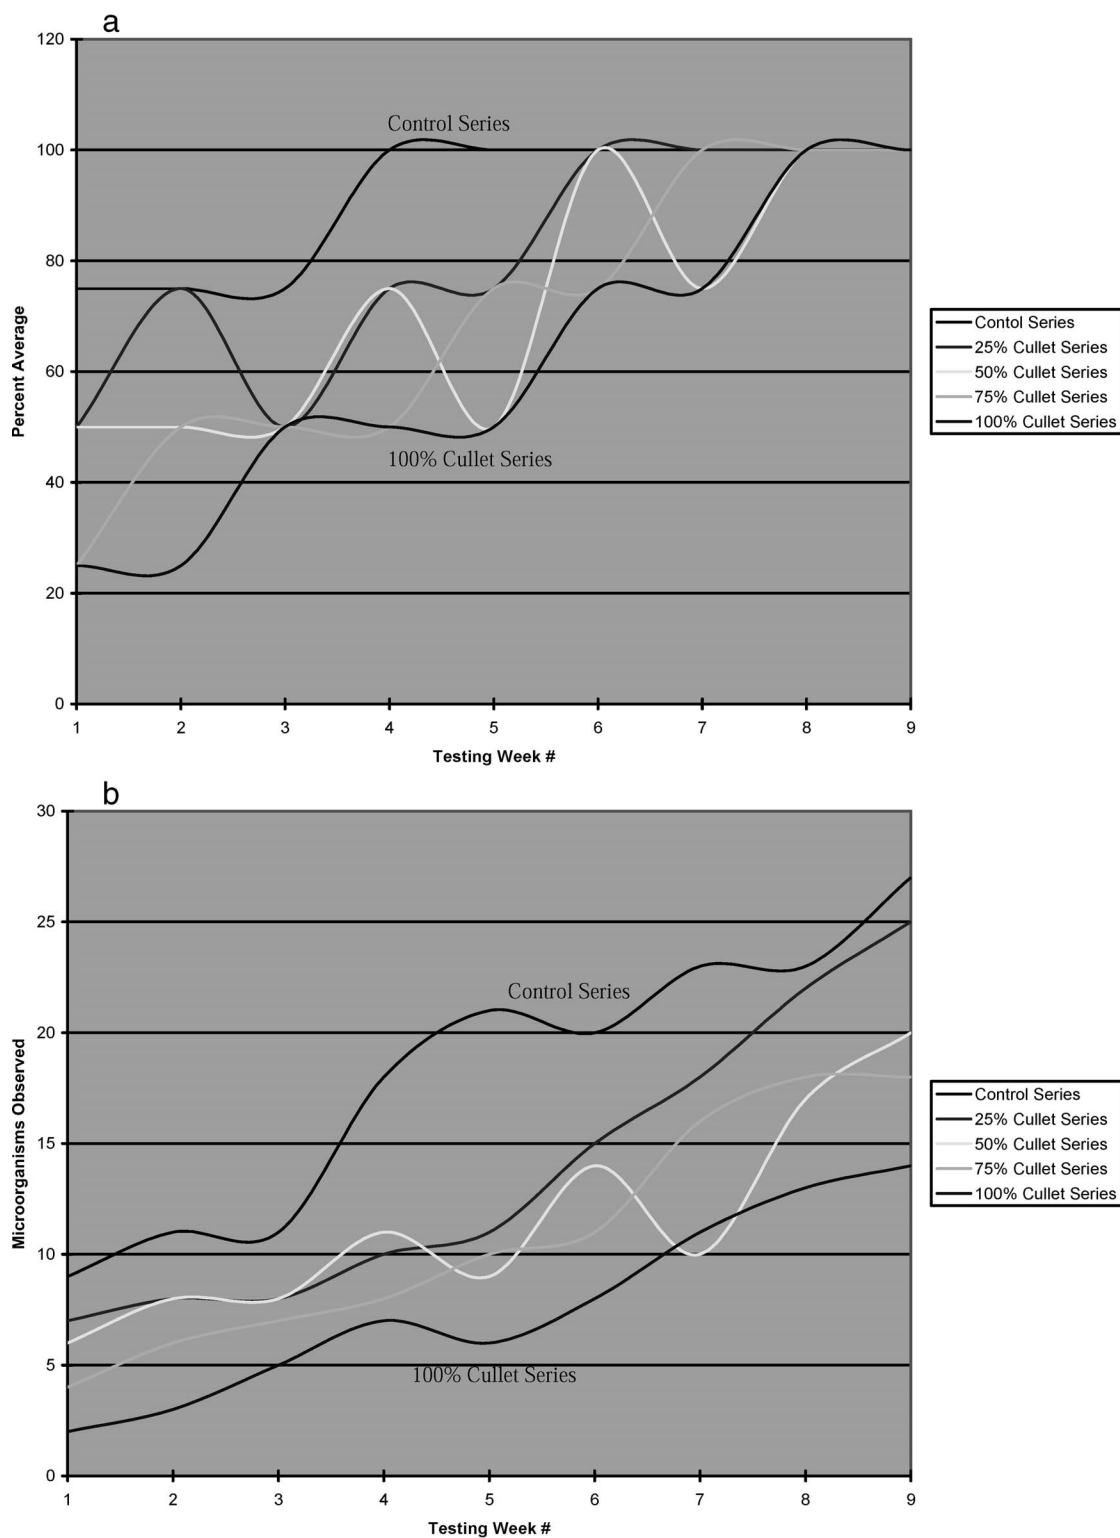 a
120
100
80
60
40
20
0
Percent Average
Control Series
100% Cullet Series
1 2 3 4 5 6 7 8 9
Testing Week #
Contol Series
25% Cullet Series
50% Cullet Series
75% Cullet Series
100% Cullet Series
b
30
25
20
15
10
5
0
Microorganisms Observed
Control Series
100% Cullet Series
1 2 3 4 5 6 7 8 9
Testing Week #
Control Series
25% Cullet Series
50% Cullet Series
75% Cullet Series
100% Cullet Series